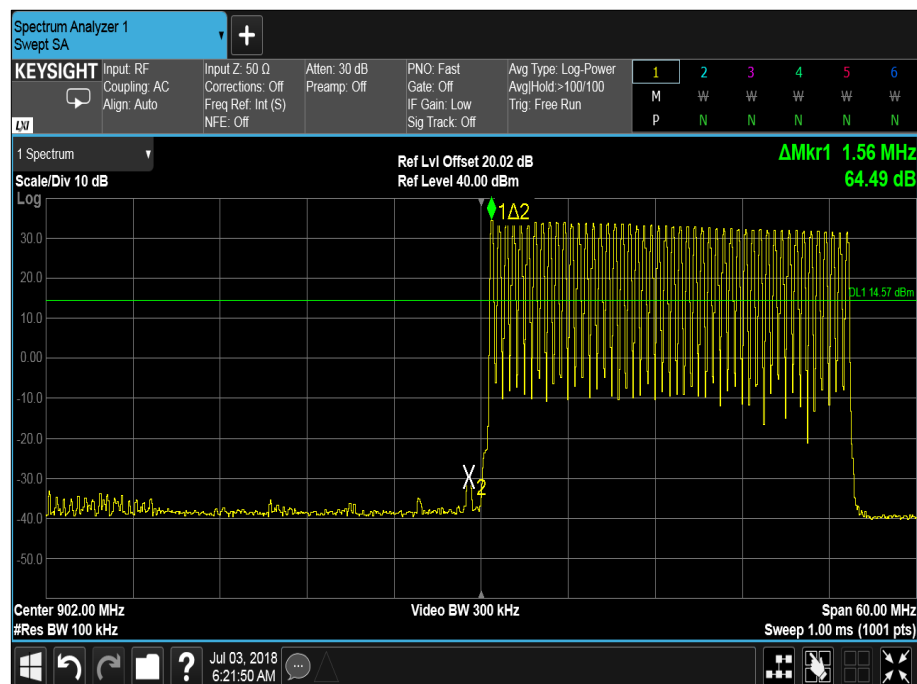 Spectrum Analyzer 1
Swept SA
KEYSIGHT
LXI
Input: RF
Coupling: AC
Align: Auto
Input Z: 50 Ω
Corrections: Off
Freq Ref: Int (S)
NFE: Off
Atten: 30 dB
Preamp: Off
PNO: Fast
Gate: Off
IF Gain: Low
Sig Track: Off
Avg Type: Log-Power
Avg|Hold:>100/100
Trig: Free Run
1 2 3 4 5 6
M W W W W W
P N N N N N
1 Spectrum
Scale/Div 10 dB
Ref Lvl Offset 20.02 dB
Ref Level 40.00 dBm
ΔMkr1 1.56 MHz
64.49 dB
Log
1Δ2
30.0
20.0
DL1 14.57 dBm
10.0
0.00
-10.0
-20.0
-30.0
2
-40.0
-50.0
Center 902.00 MHz
#Res BW 100 kHz
Video BW 300 kHz
Span 60.00 MHz
Sweep 1.00 ms (1001 pts)
?
Jul 03, 2018
6:21:50 AM